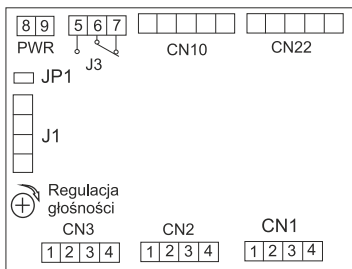 8 9 5 6 7
PWR J3 CN10 CN22
JP1
J1
Regulacja
głośności
CN3 CN2 CN1
1 2 3 4 1 2 3 4 1 2 3 4